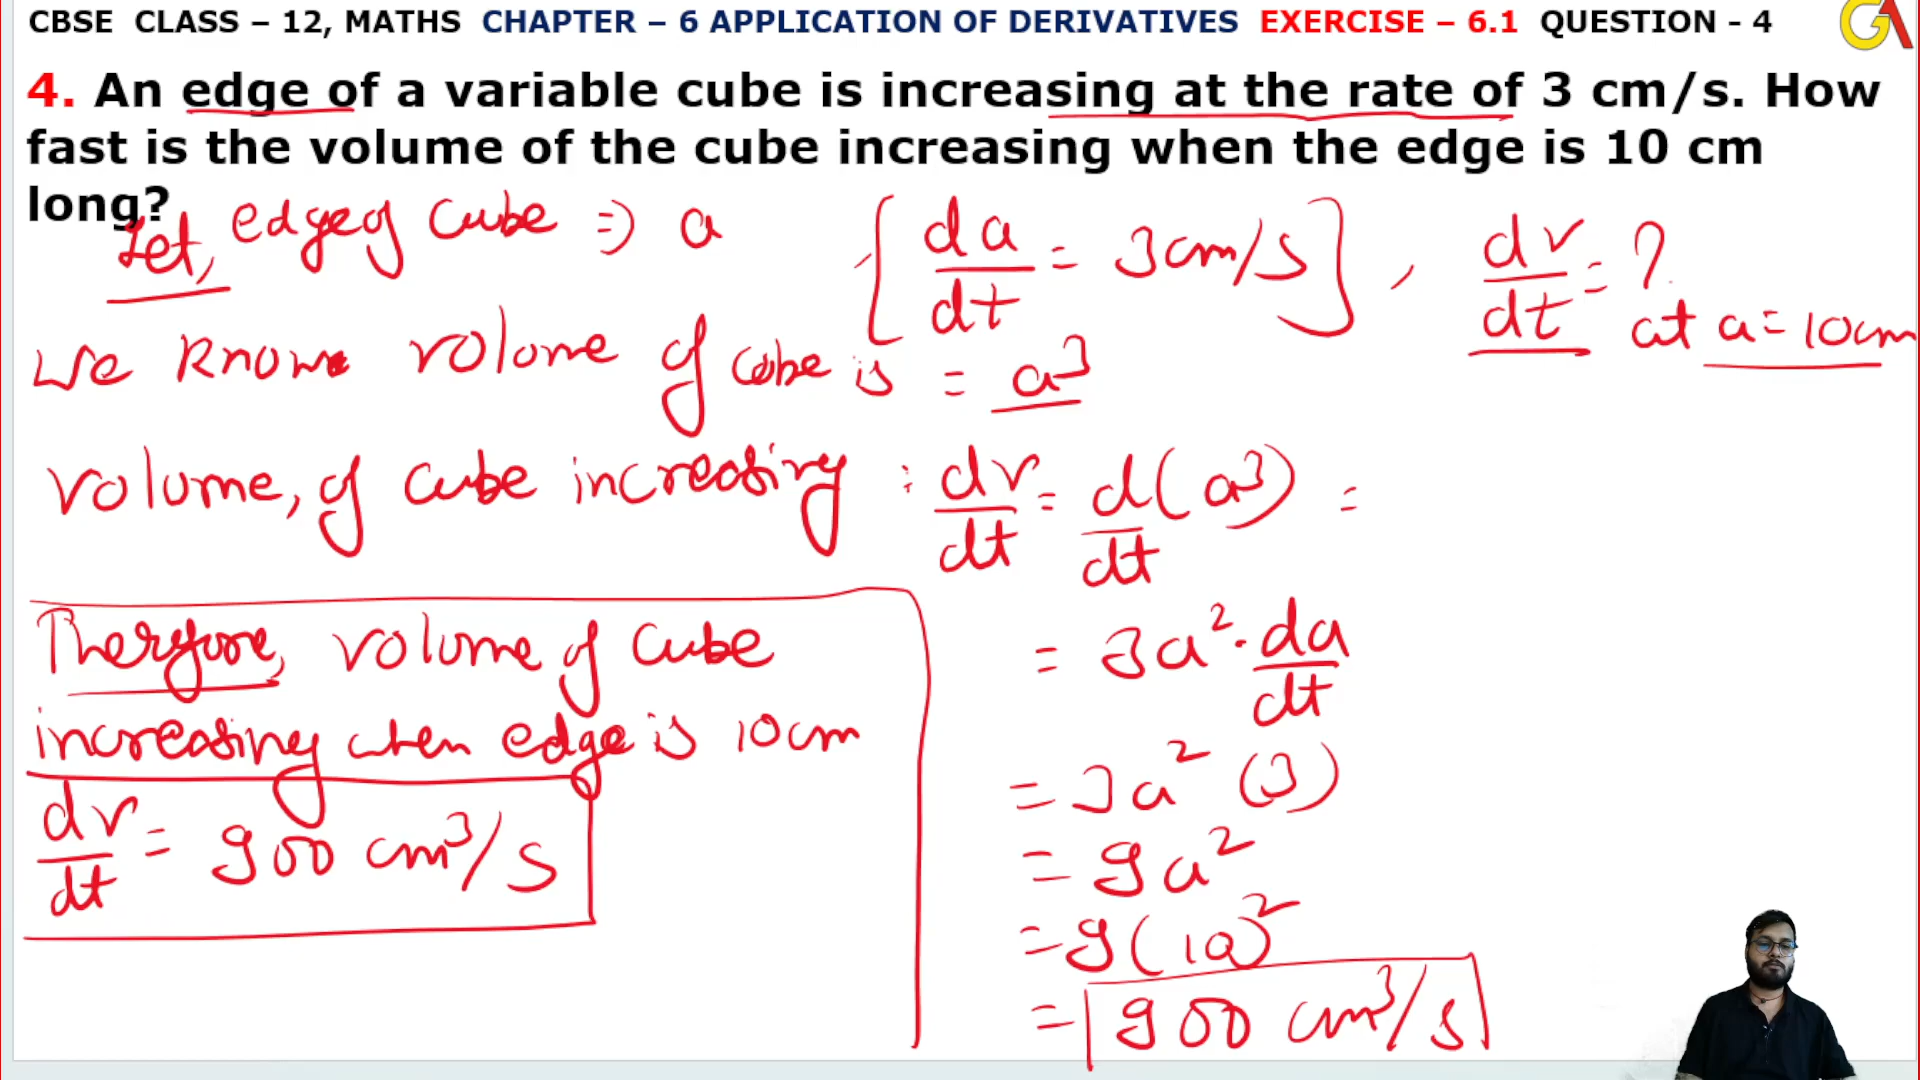 CBSE CLASS – 12, MATHS CHAPTER – 6 APPLICATION OF DERIVATIVES EXERCISE – 6.1 QUESTION - 4
GA
4. An edge of a variable cube is increasing at the rate of 3 cm/s. How
fast is the volume of the cube increasing when the edge is 10 cm
long?
Let, edge of cube => a { da/dt = 3cm/s ] , dv/dt = ?
at a = 10cm
we know volume of cube is = a³
volume, of cube increasing : dv/dt = d/dt (a³) =
= 3a² · da/dt
= 3a² (3)
= 9a²
= 9(10)²
= 900 cm³/s
Therefore, volume of cube
increasing when edge is 10cm
dv/dt = 900 cm³/s